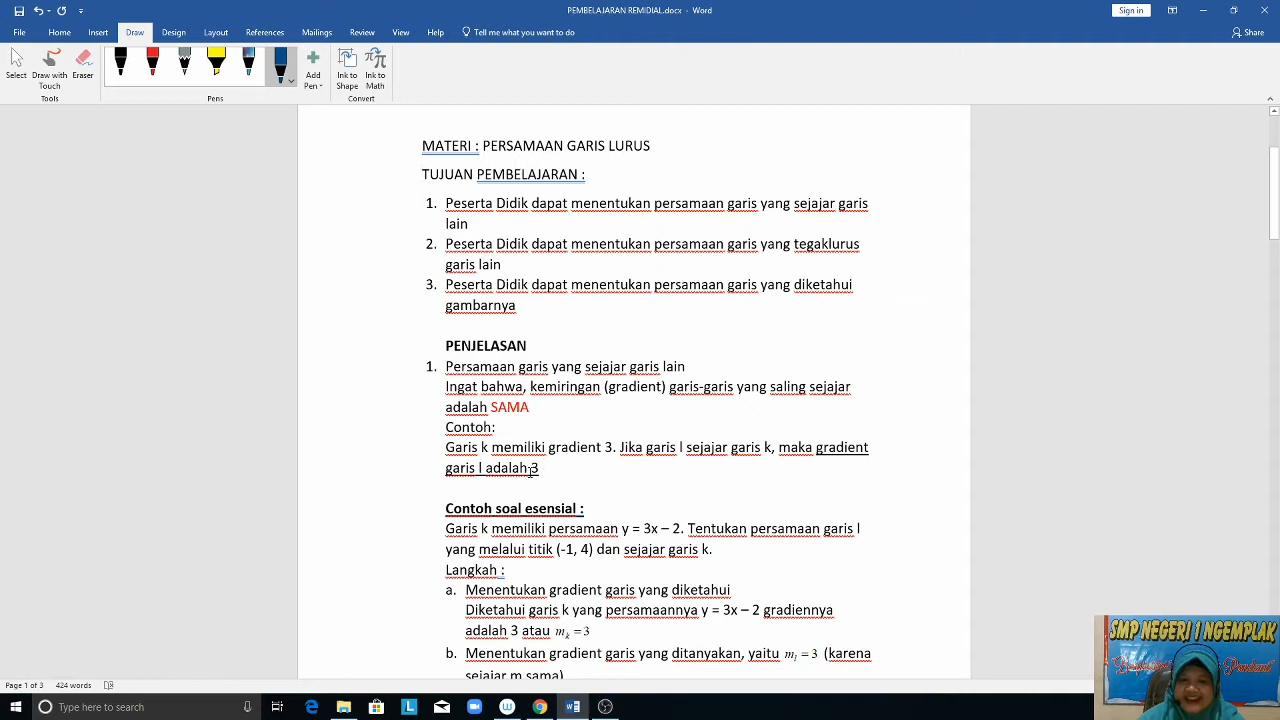 PEMBELAJARAN REMIDIAL.docx - Word
Sign in
File
Home
Insert
Draw
Design
Layout
References
Mailings
Review
View
Help
Tell me what you want to do
Share
Select
Draw with Touch
Eraser
Add Pen
Ink to Shape
Ink to Math
Tools
Pens
Convert
MATERI : PERSAMAAN GARIS LURUS
TUJUAN PEMBELAJARAN :
1. Peserta Didik dapat menentukan persamaan garis yang sejajar garis
lain
2. Peserta Didik dapat menentukan persamaan garis yang tegaklurus
garis lain
3. Peserta Didik dapat menentukan persamaan garis yang diketahui
gambarnya
PENJELASAN
1. Persamaan garis yang sejajar garis lain
Ingat bahwa, kemiringan (gradient) garis-garis yang saling sejajar
adalah SAMA
Contoh:
Garis k memiliki gradient 3. Jika garis l sejajar garis k, maka gradient
garis l adalah 3
Contoh soal esensial :
Garis k memiliki persamaan y = 3x – 2. Tentukan persamaan garis l
yang melalui titik (-1, 4) dan sejajar garis k.
Langkah :
a. Menentukan gradient garis yang diketahui
Diketahui garis k yang persamaannya y = 3x – 2 gradiennya
adalah 3 atau m_k = 3
b. Menentukan gradient garis yang ditanyakan, yaitu m_l = 3 (karena
sejajar m sama)
SMP NEGERI 1 NGEMPLAK
Page 1 of 3
424 words
Type here to search